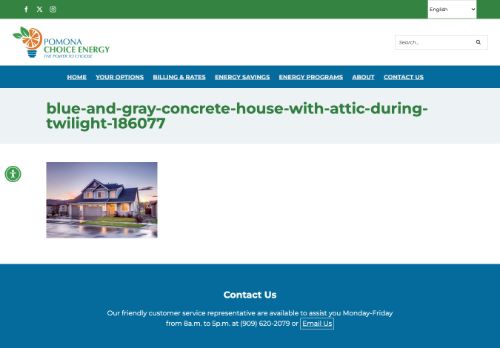 English
POMONA
CHOICE ENERGY
THE POWER TO CHOOSE
Search...
HOME YOUR OPTIONS BILLING & RATES ENERGY SAVINGS ENERGY PROGRAMS ABOUT CONTACT US
blue-and-gray-concrete-house-with-attic-during-
twilight-186077
Contact Us
Our friendly customer service representative are available to assist you Monday-Friday
from 8a.m. to 5p.m. at (909) 620-2079 or Email Us